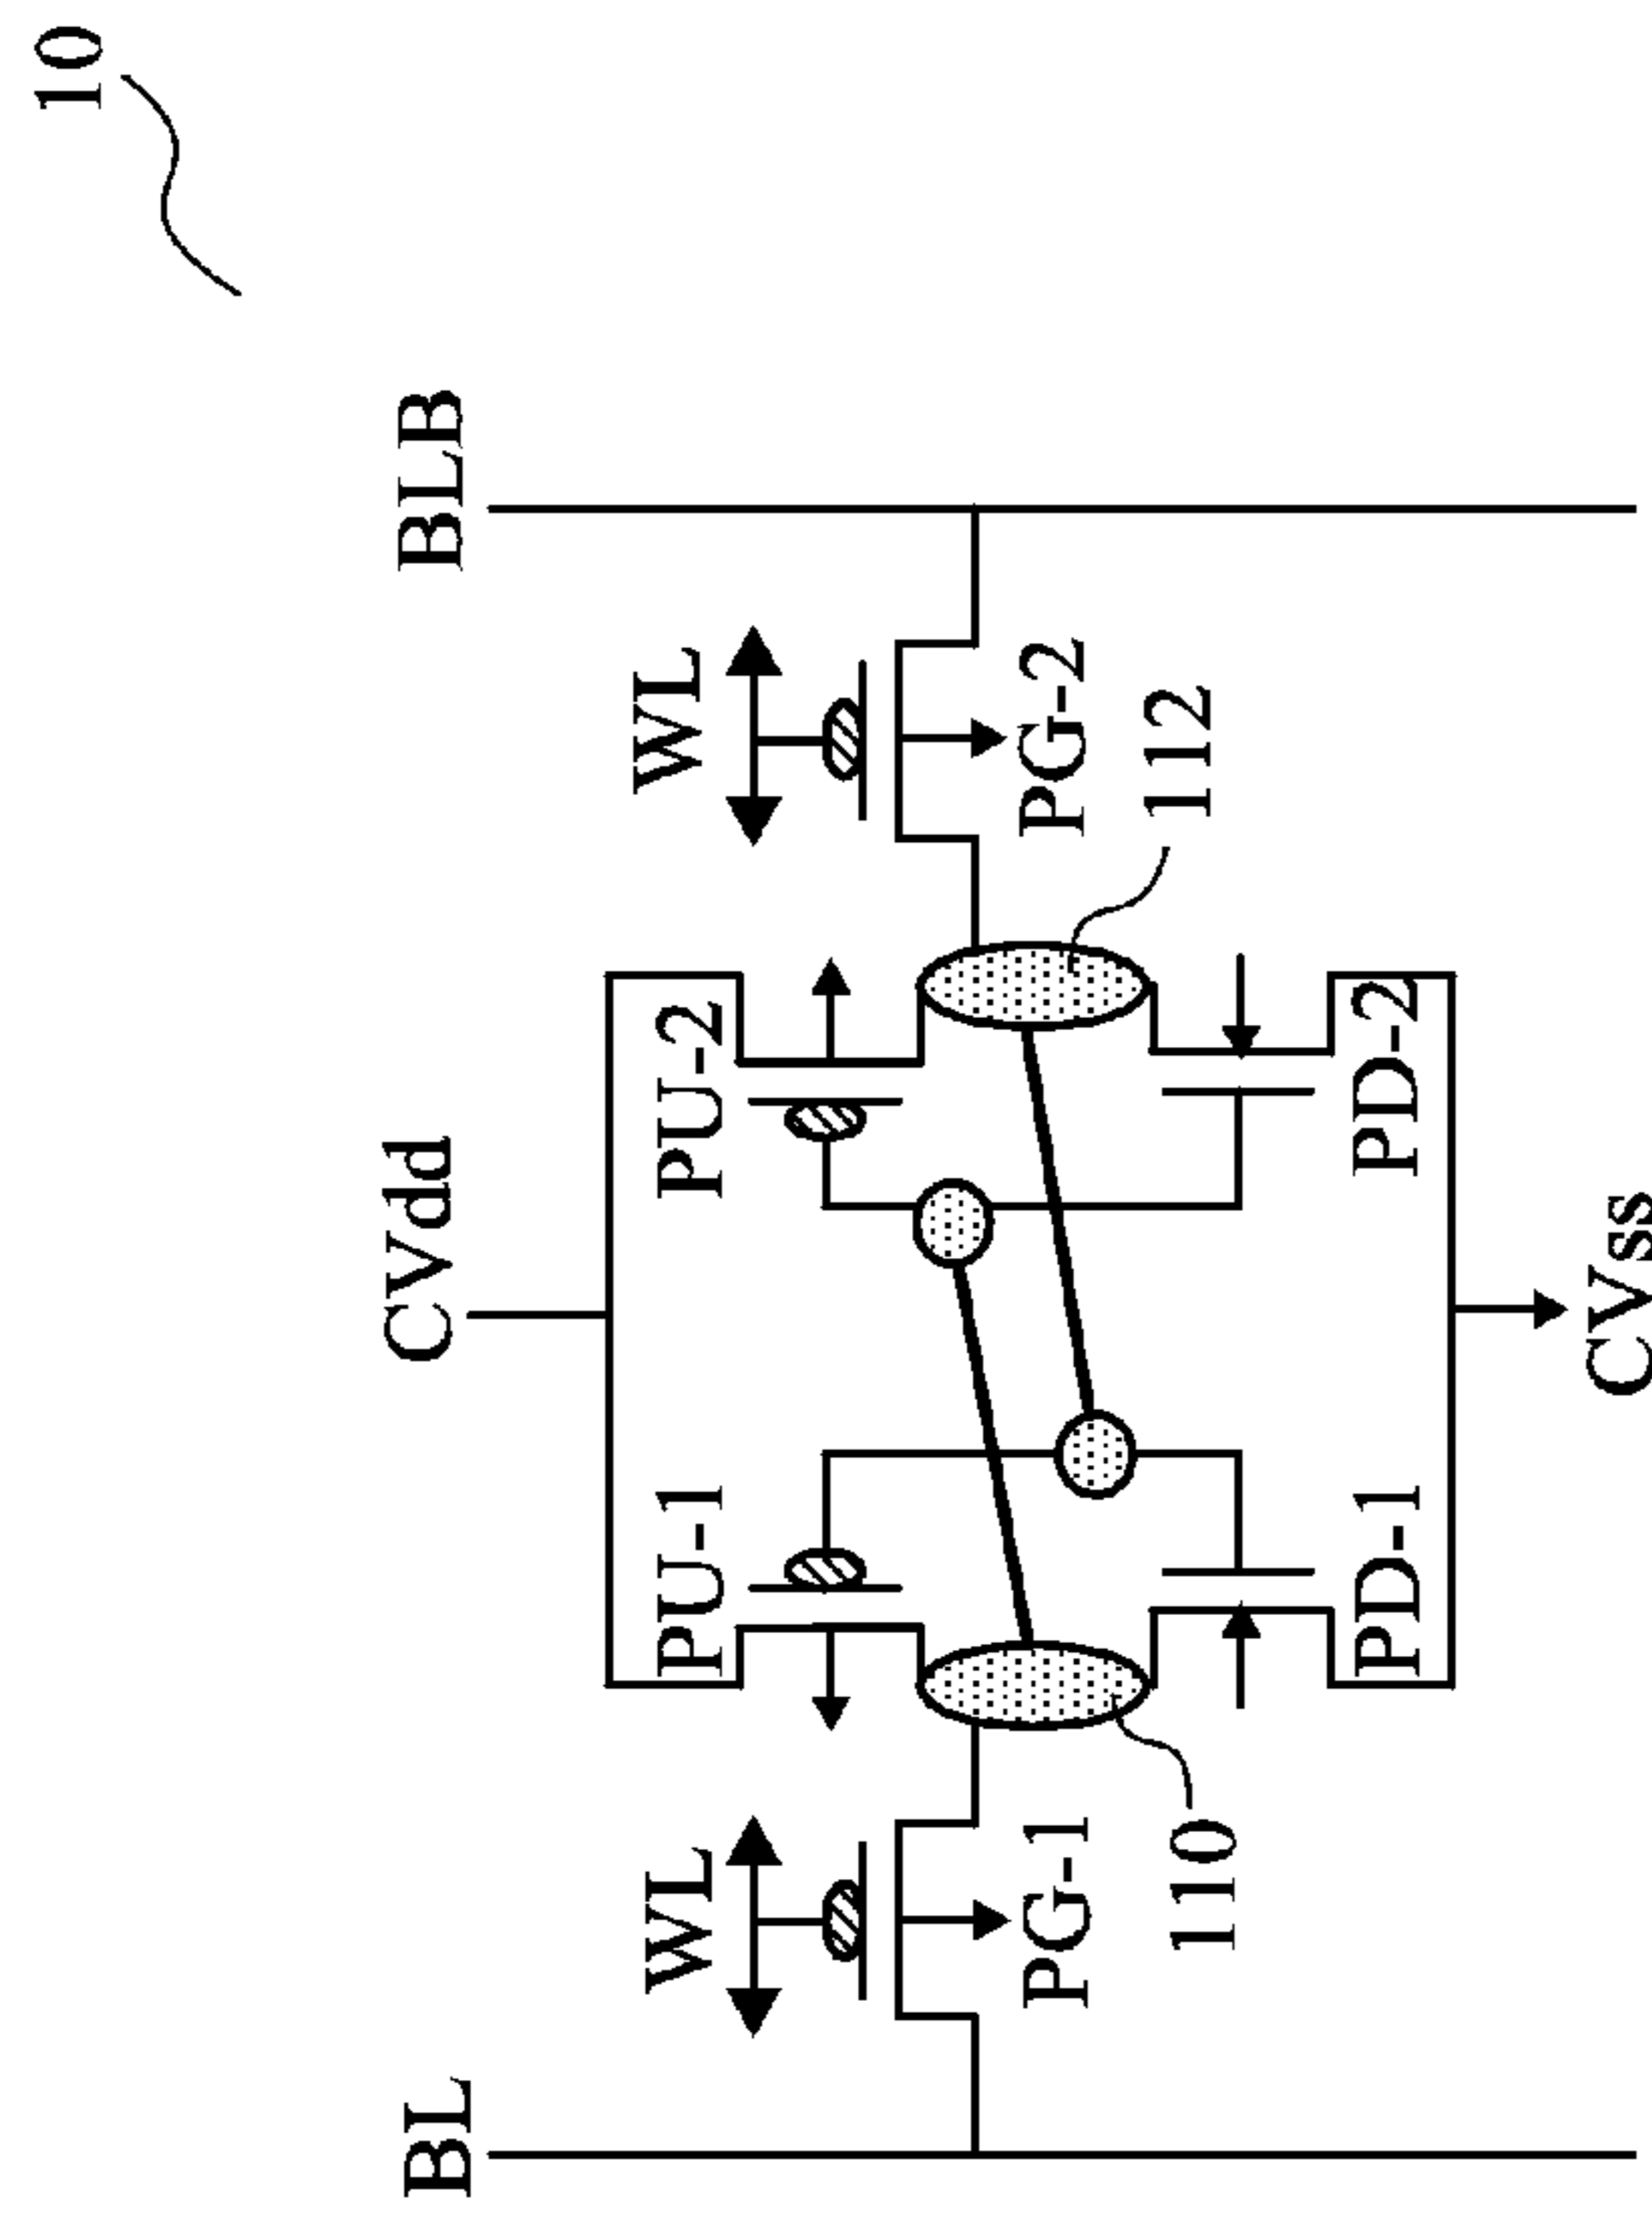 10
BL
CVdd
BLB
WL
WL
PU-1
PU-2
PG-1
PG-2
110
112
PD-1
PD-2
CVss